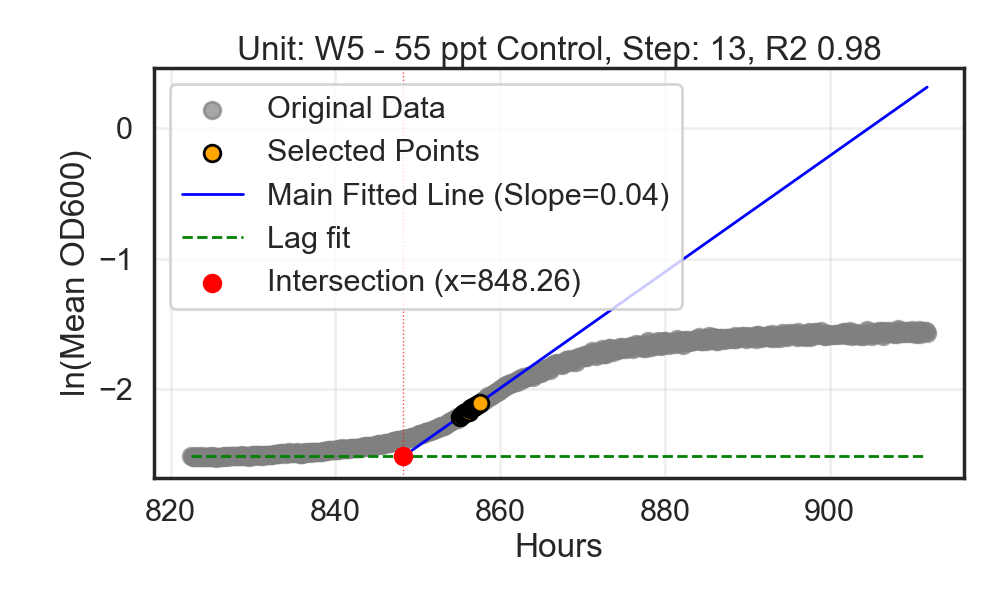 Unit: W5 - 55 ppt Control, Step: 13, R2 0.98
Original Data
Selected Points
Main Fitted Line (Slope=0.04)
Lag fit
Intersection (x=848.26)
ln(Mean OD600)
0
−1
−2
820 840 860 880 900
Hours